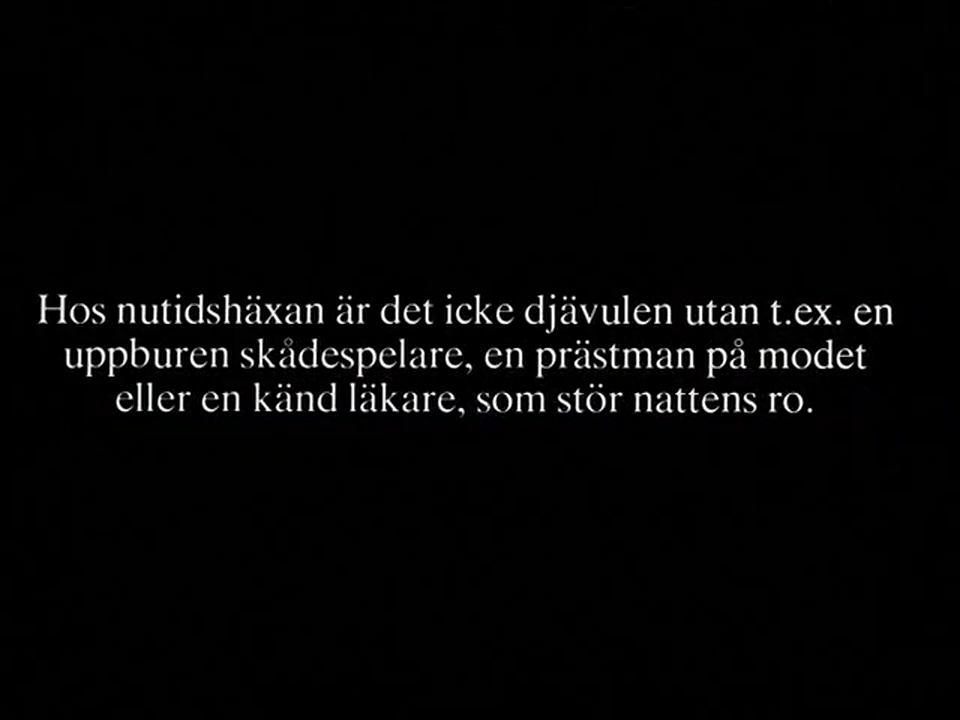 Hos nutidshäxan är det icke djävulen utan t.ex. en
uppburen skådespelare, en prästman på modet
eller en känd läkare, som stör nattens ro.